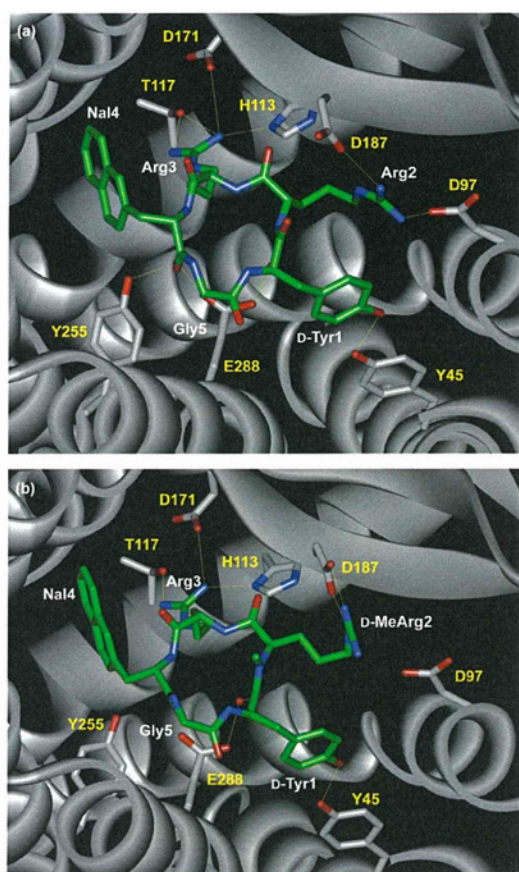 (a)
D171
T117
H113
Nal4
D187
Arg3
Arg2
D97
Y255
Gly5
D-Tyr1
E288
Y45
(b)
D171
T117
H113
Arg3
D187
Nal4
D-MeArg2
D97
Y255
Gly5
E288
D-Tyr1
Y45